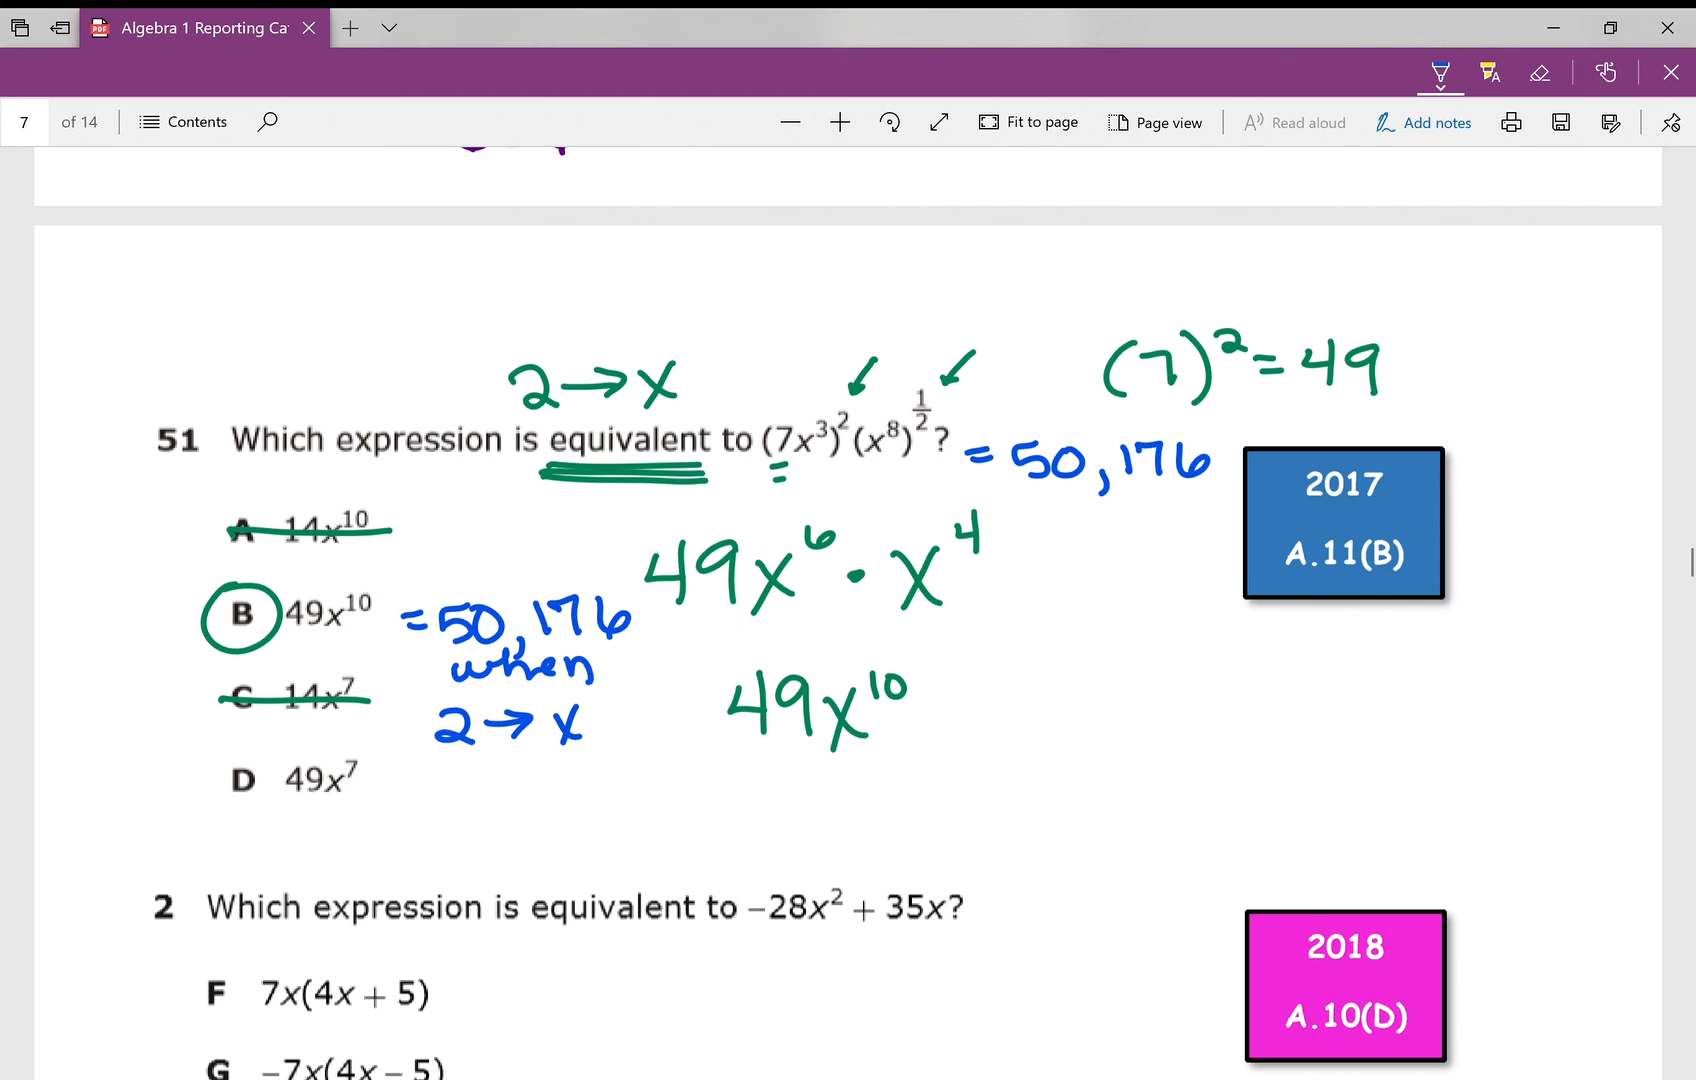 Algebra 1 Reporting Ca
7 of 14 Contents Fit to page Page view Read aloud Add notes
2 → x
(7)² = 49
51 Which expression is equivalent to (7x³)²(x⁸)^½? = 50,176
2017
A.11(B)
A 14x¹⁰
49x⁶ · x⁴
B 49x¹⁰ = 50,176
when
2 → x
C 14x⁷
49x¹⁰
D 49x⁷
2 Which expression is equivalent to −28x² + 35x?
2018
A.10(D)
F 7x(4x + 5)
G −7x(4x − 5)